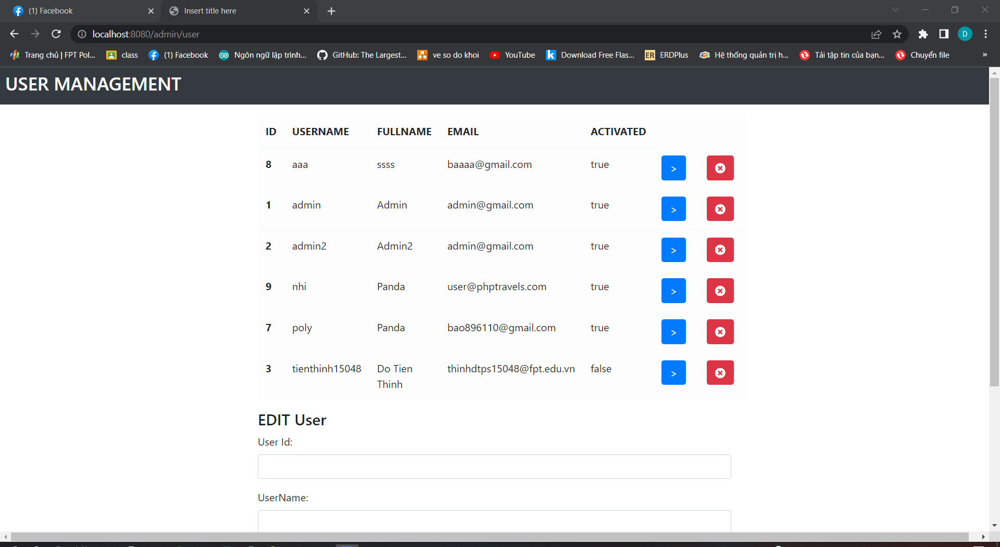 (1) Facebook
Insert title here
localhost:8080/admin/user
D
Trang chủ | FPT Pol...
class
(1) Facebook
Ngôn ngữ lập trình...
GitHub: The Largest...
ve so do khoi
YouTube
Download Free Flas...
ER ERDPlus
Hệ thống quản trị h...
Tải tập tin của bạn...
Chuyển file
»
USER MANAGEMENT
ID USERNAME FULLNAME EMAIL ACTIVATED
8 aaa ssss baaaa@gmail.com true >
1 admin Admin admin@gmail.com true >
2 admin2 Admin2 admin@gmail.com true >
9 nhi Panda user@phptravels.com true >
7 poly Panda bao896110@gmail.com true >
3 tienthinh15048 Do Tien thinhdtps15048@fpt.edu.vn false >
Thinh
EDIT User
User Id:
UserName: